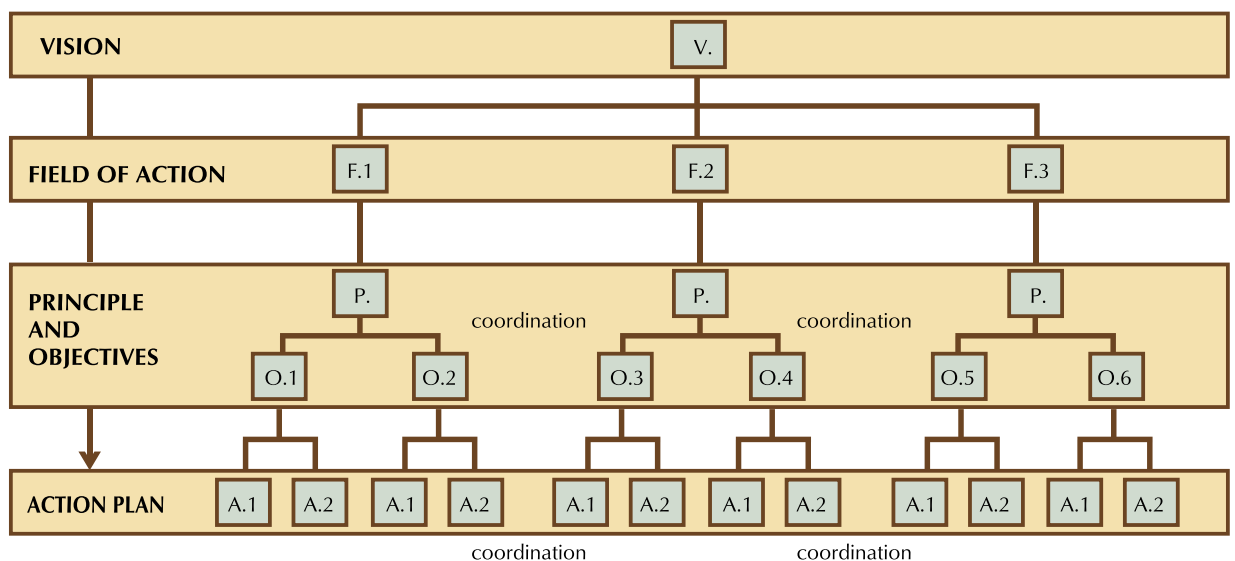 VISION
V.
FIELD OF ACTION
F.1
F.2
F.3
PRINCIPLE
AND
OBJECTIVES
P.
P.
P.
coordination
coordination
O.1
O.2
O.3
O.4
O.5
O.6
ACTION PLAN
A.1
A.2
A.1
A.2
A.1
A.2
A.1
A.2
A.1
A.2
A.1
A.2
coordination
coordination